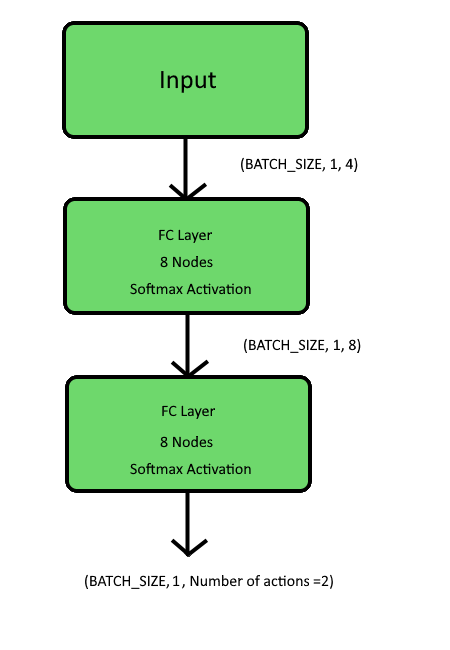 Input
(BATCH_SIZE, 1, 4)
FC Layer
8 Nodes
Softmax Activation
(BATCH_SIZE, 1, 8)
FC Layer
8 Nodes
Softmax Activation
(BATCH_SIZE, 1, Number of actions =2)